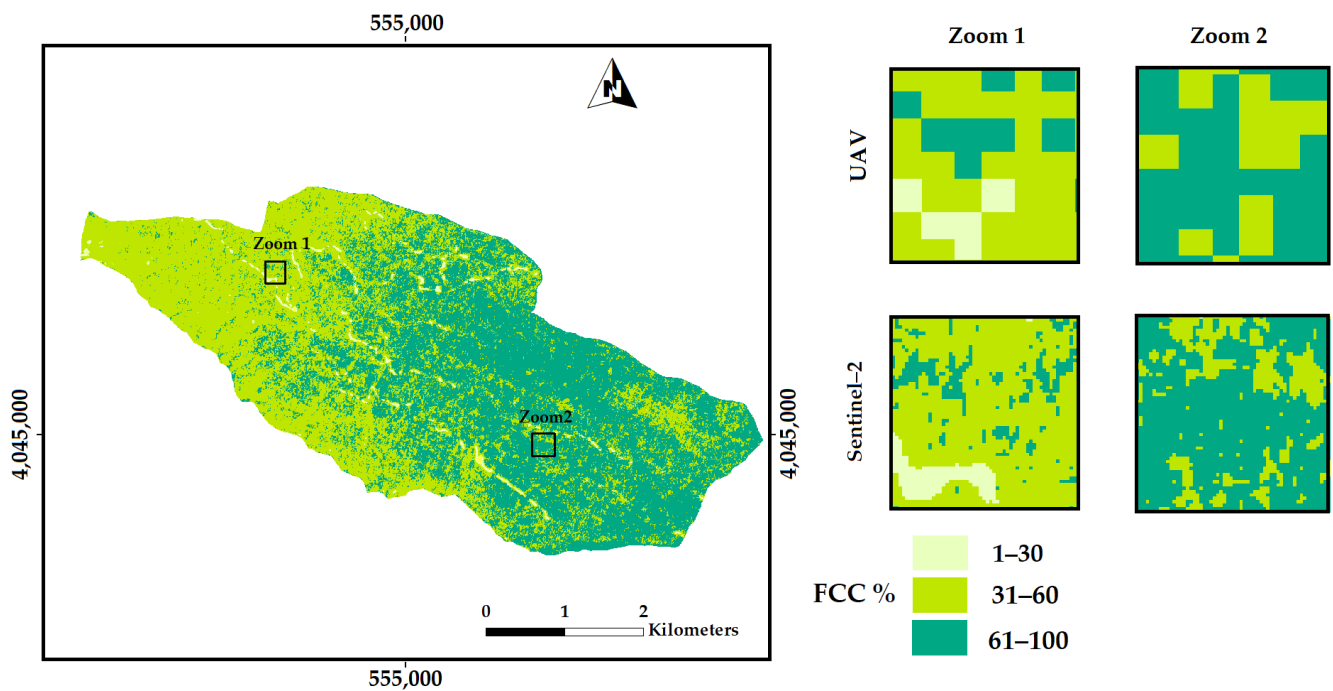 555,000
Zoom 1
Zoom 2
N
UAV
Zoom 1
4,045,000
4,045,000
Zoom2
Sentinel–2
0 1 2
Kilometers
FCC %
1–30
31–60
61–100
555,000